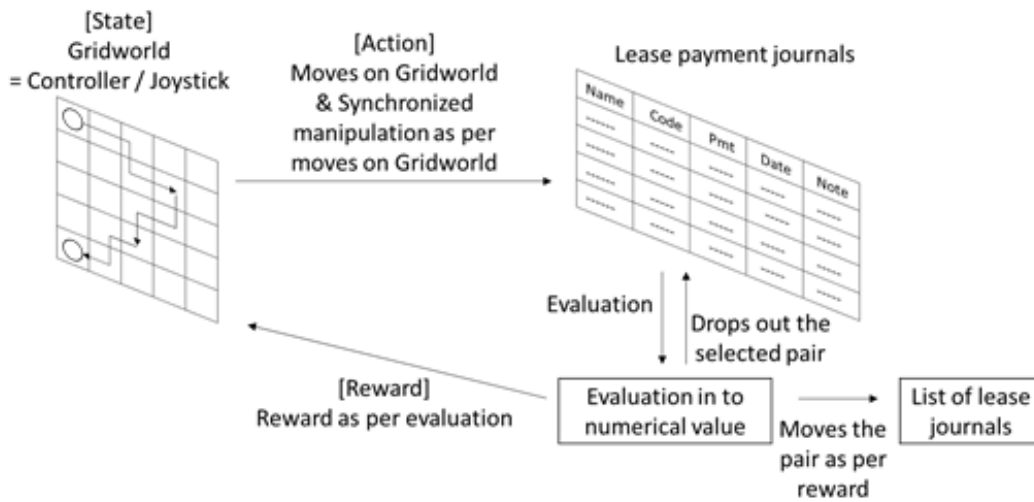 [State]
Gridworld
= Controller / Joystick
[Action]
Moves on Gridworld
& Synchronized
manipulation as per
moves on Gridworld
Lease payment journals
Name Code Pmt Date Note
----- ----- ----- ----- -----
----- ----- ----- ----- -----
----- ----- ----- ----- -----
----- ----- ----- ----- -----
Evaluation
Drops out the
selected pair
[Reward]
Reward as per evaluation
Evaluation in to
numerical value
Moves the
pair as per
reward
List of lease
journals